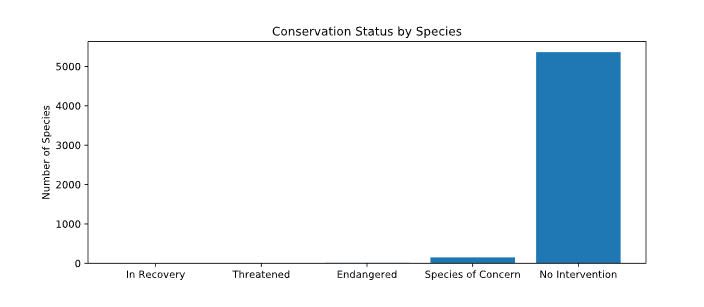 Conservation Status by Species
Number of Species
5000
4000
3000
2000
1000
0
In Recovery
Threatened
Endangered
Species of Concern
No Intervention